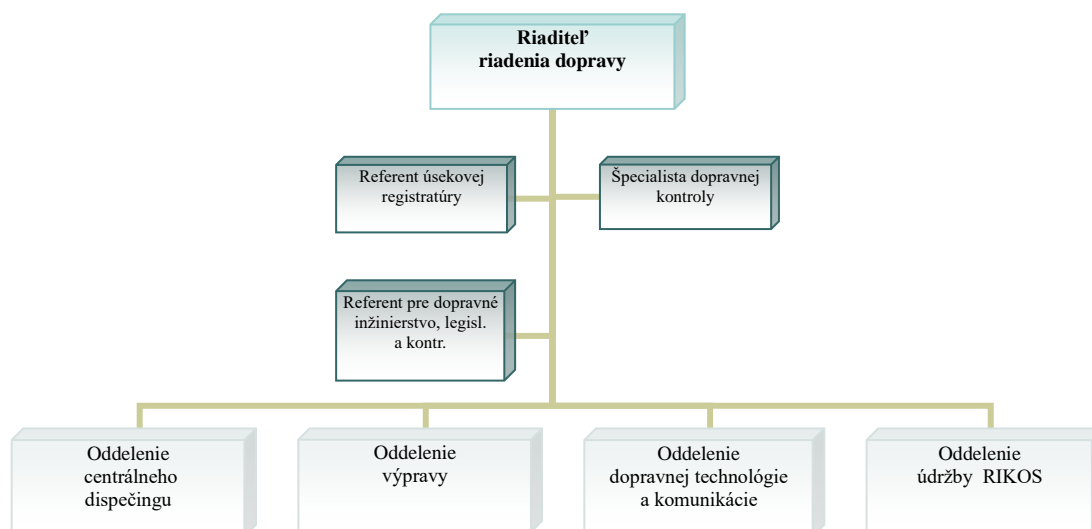 Riaditeľ
riadenia dopravy
Referent úsekovej
registratúry
Špecialista dopravnej
kontroly
Referent pre dopravné
inžinierstvo, legisl.
a kontr.
Oddelenie
centrálneho
dispečingu
Oddelenie
výpravy
Oddelenie
dopravnej technológie
a komunikácie
Oddelenie
údržby RIKOS